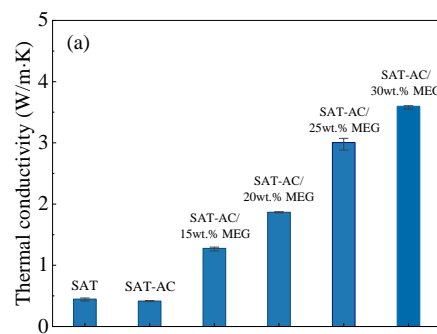 (a)
Thermal conductivity (W/m·K)
5
4
3
2
1
0
SAT
SAT-AC
SAT-AC/
15wt.% MEG
SAT-AC/
20wt.% MEG
SAT-AC/
25wt.% MEG
SAT-AC/
30wt.% MEG